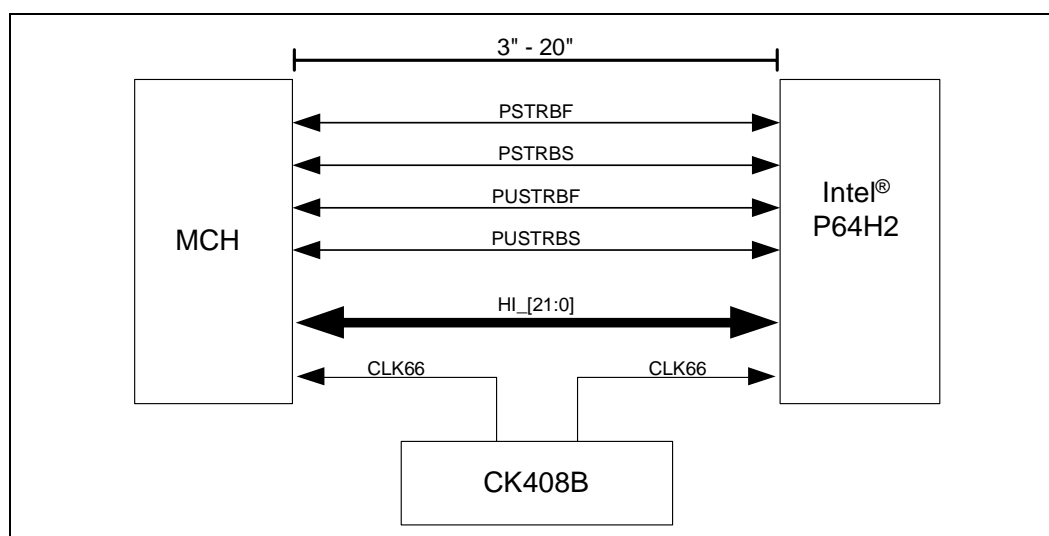 3" - 20"
PSTRBF
PSTRBS
PUSTRBF
PUSTRBS
MCH
Intel®
P64H2
HI_[21:0]
CLK66
CLK66
CK408B